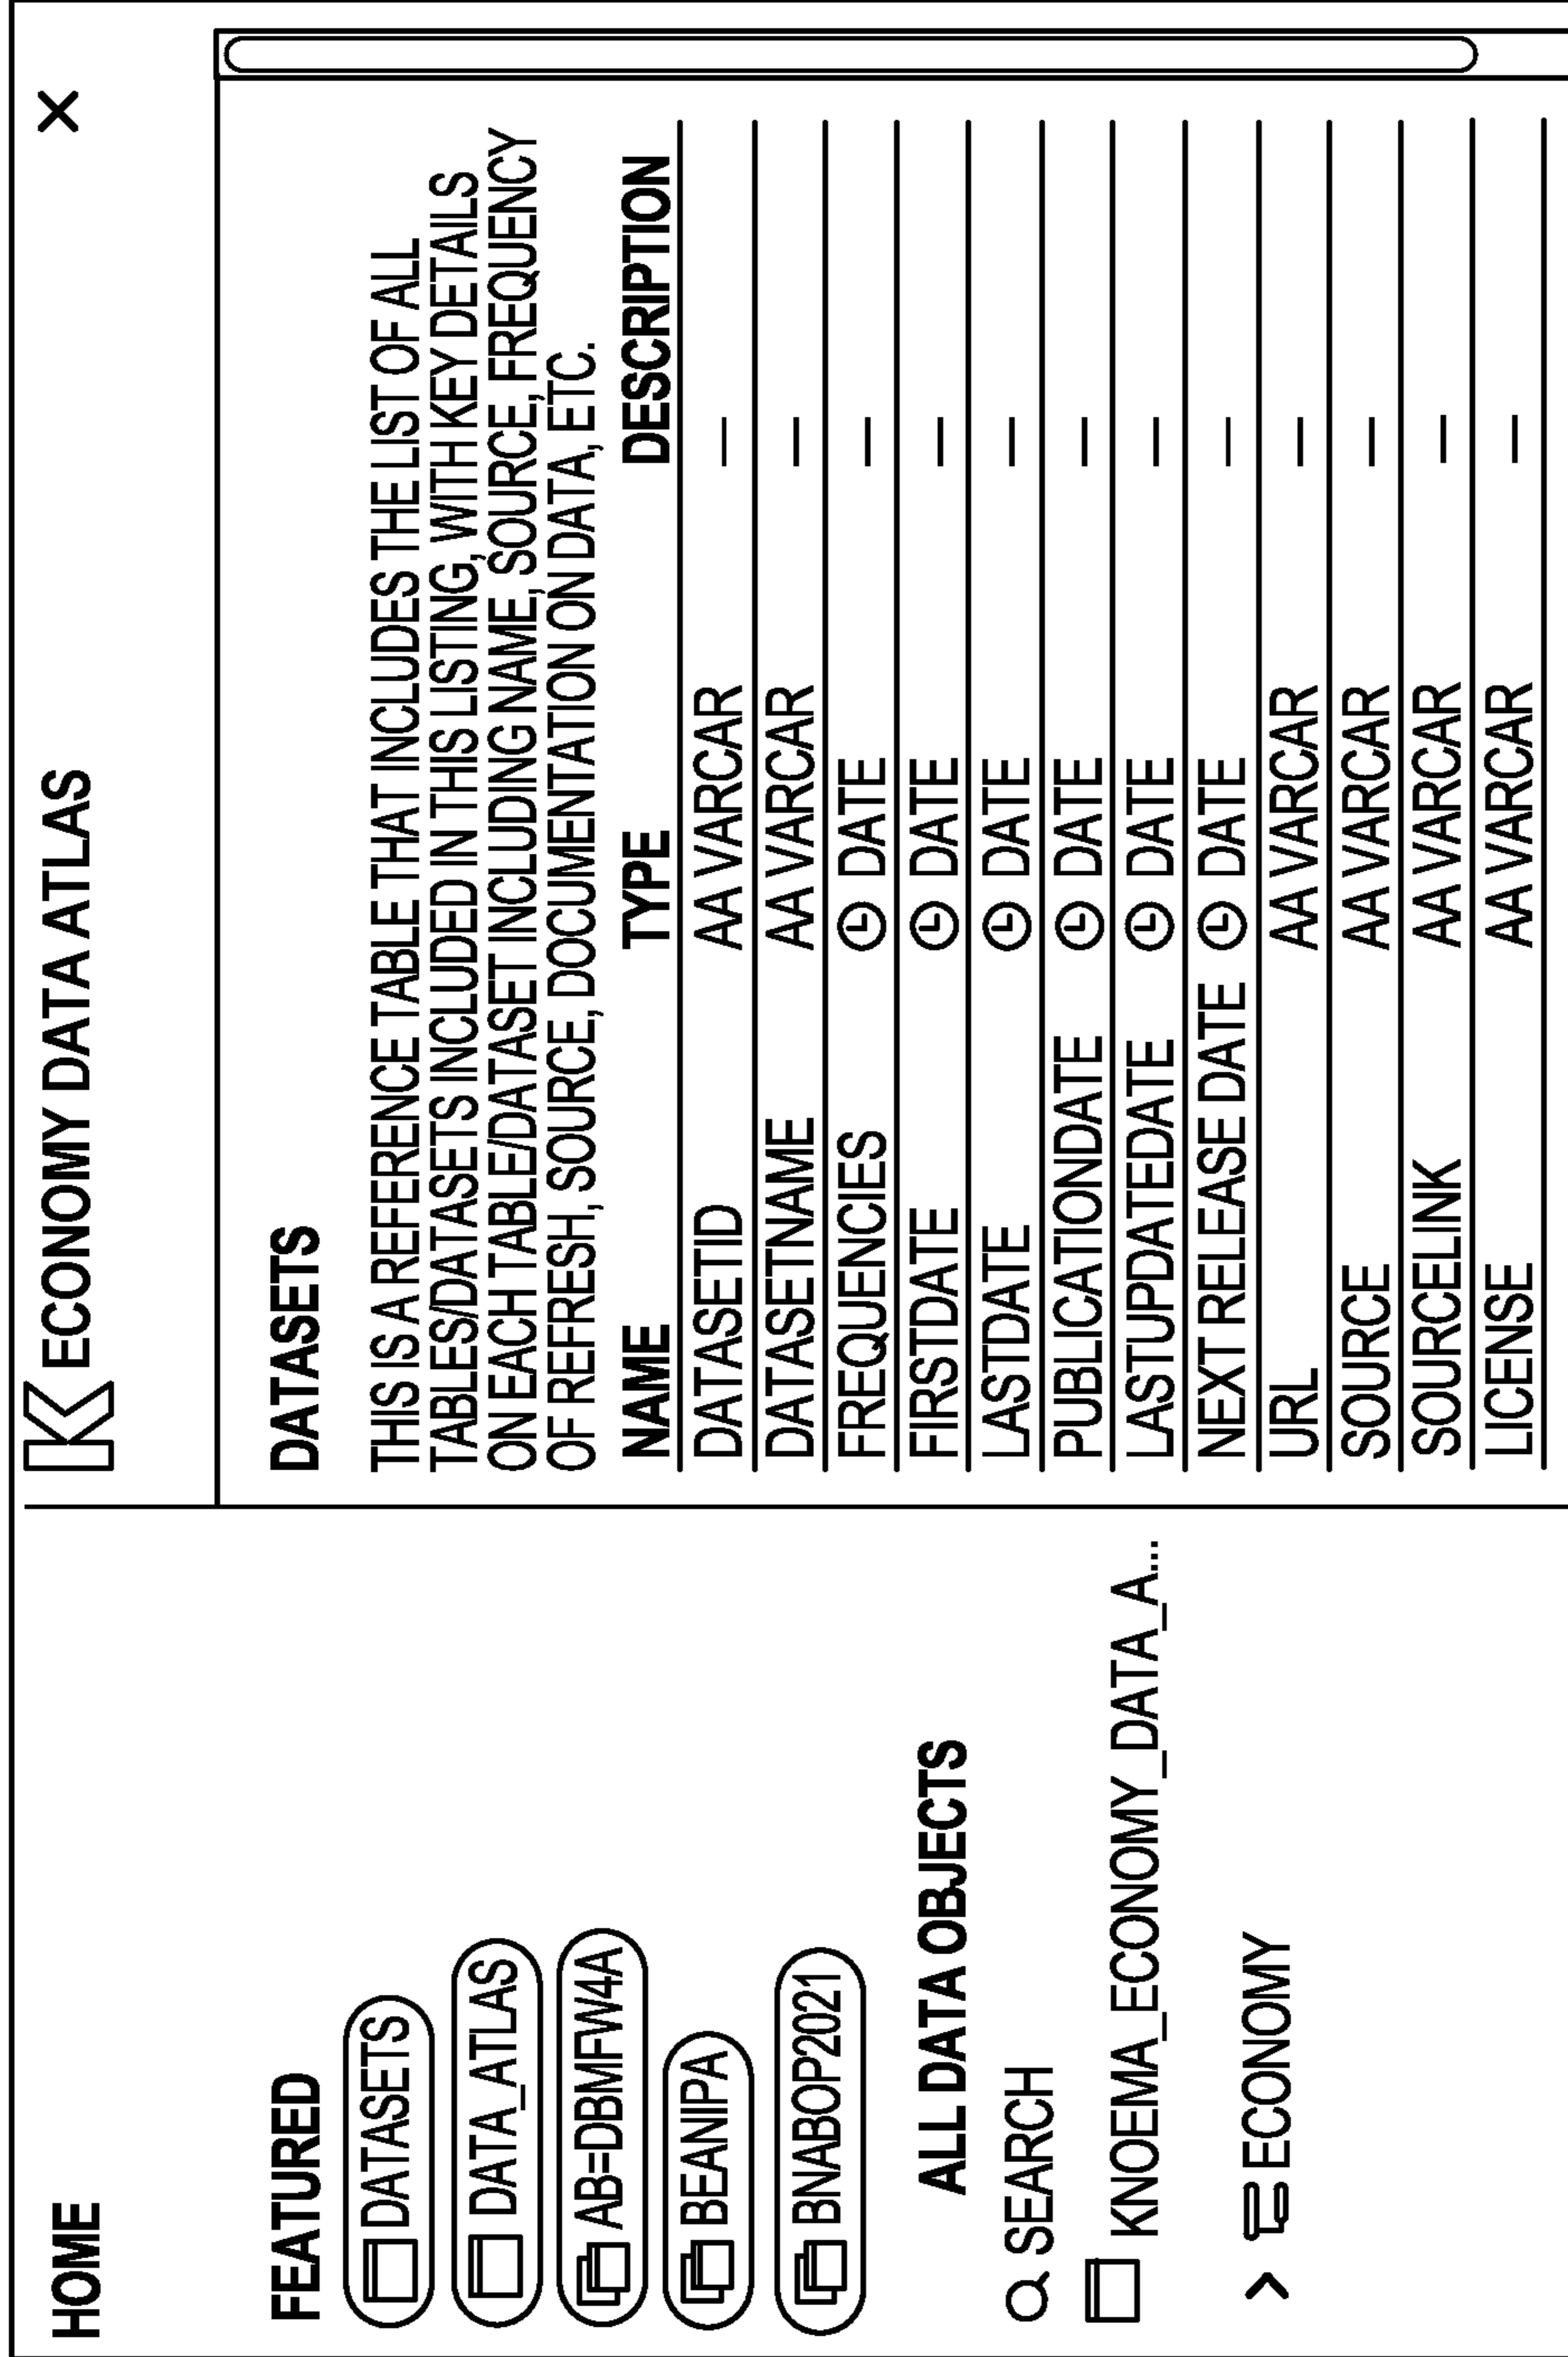 HOME
FEATURED
DATASETS
DATA_ATLAS
AB=DBMFW4A
BEANIPA
BNABOP2021
ALL DATA OBJECTS
SEARCH
KNOEMA_ECONOMY_DATA_A...
ECONOMY
K ECONOMY DATA ATLAS
DATASETS
THIS IS A REFERENCE TABLE THAT INCLUDES THE LIST OF ALL
TABLES/DATASETS INCLUDED IN THIS LISTING, WITH KEY DETAILS
ON EACH TABLE/DATASET INCLUDING NAME, SOURCE, FREQUENCY
OF REFRESH, SOURCE, DOCUMENTATION ON DATA, ETC.
NAME TYPE DESCRIPTION
DATASETID AA VARCAR –
DATASETNAME AA VARCAR –
FREQUENCIES DATE –
FIRSTDATE DATE –
LASTDATE DATE –
PUBLICATIONDATE DATE –
LASTUPDATEDATE DATE –
NEXT RELEASE DATE DATE –
URL AA VARCAR –
SOURCE AA VARCAR –
SOURCELINK AA VARCAR –
LICENSE AA VARCAR –